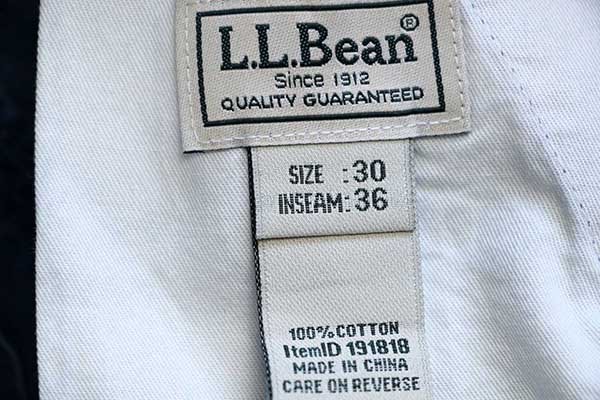 L.L.Bean®
Since 1912
QUALITY GUARANTEED
SIZE : 30
INSEAM: 36
100% COTTON
ItemID 191818
MADE IN CHINA
CARE ON REVERSE